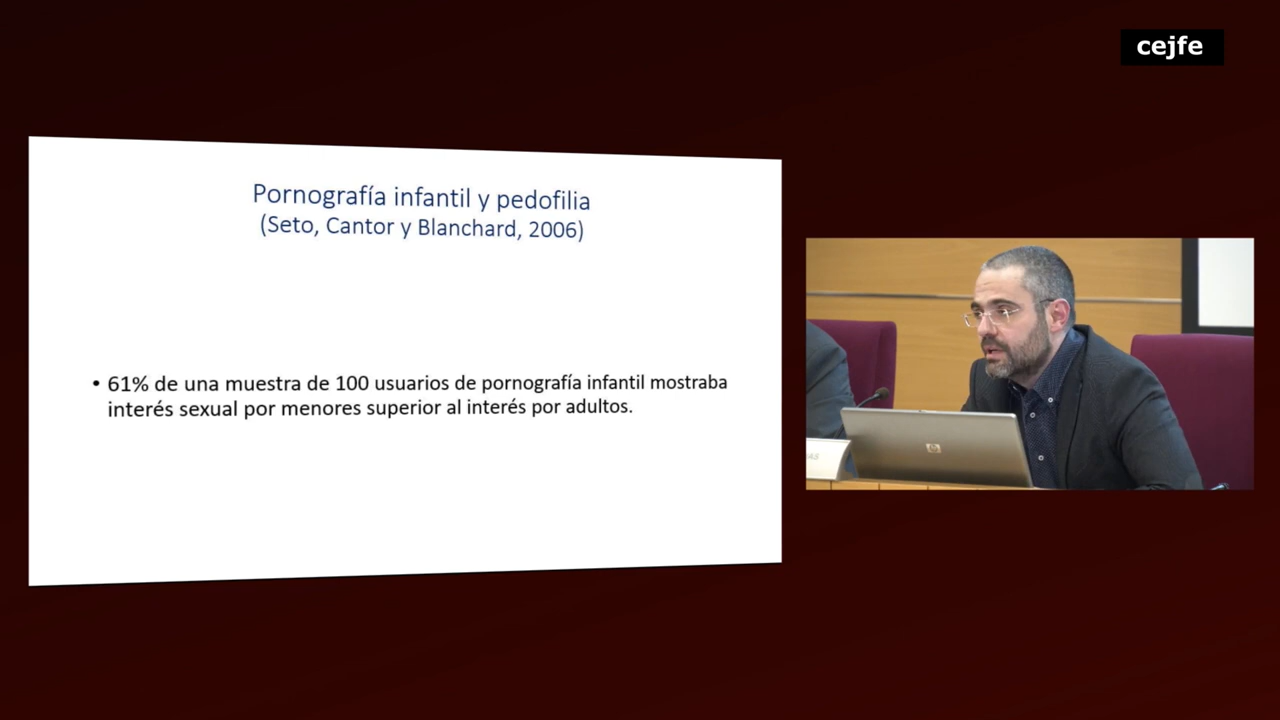 cejfe
Pornografía infantil y pedofilia
(Seto, Cantor y Blanchard, 2006)
• 61% de una muestra de 100 usuarios de pornografía infantil mostraba
interés sexual por menores superior al interés por adultos.